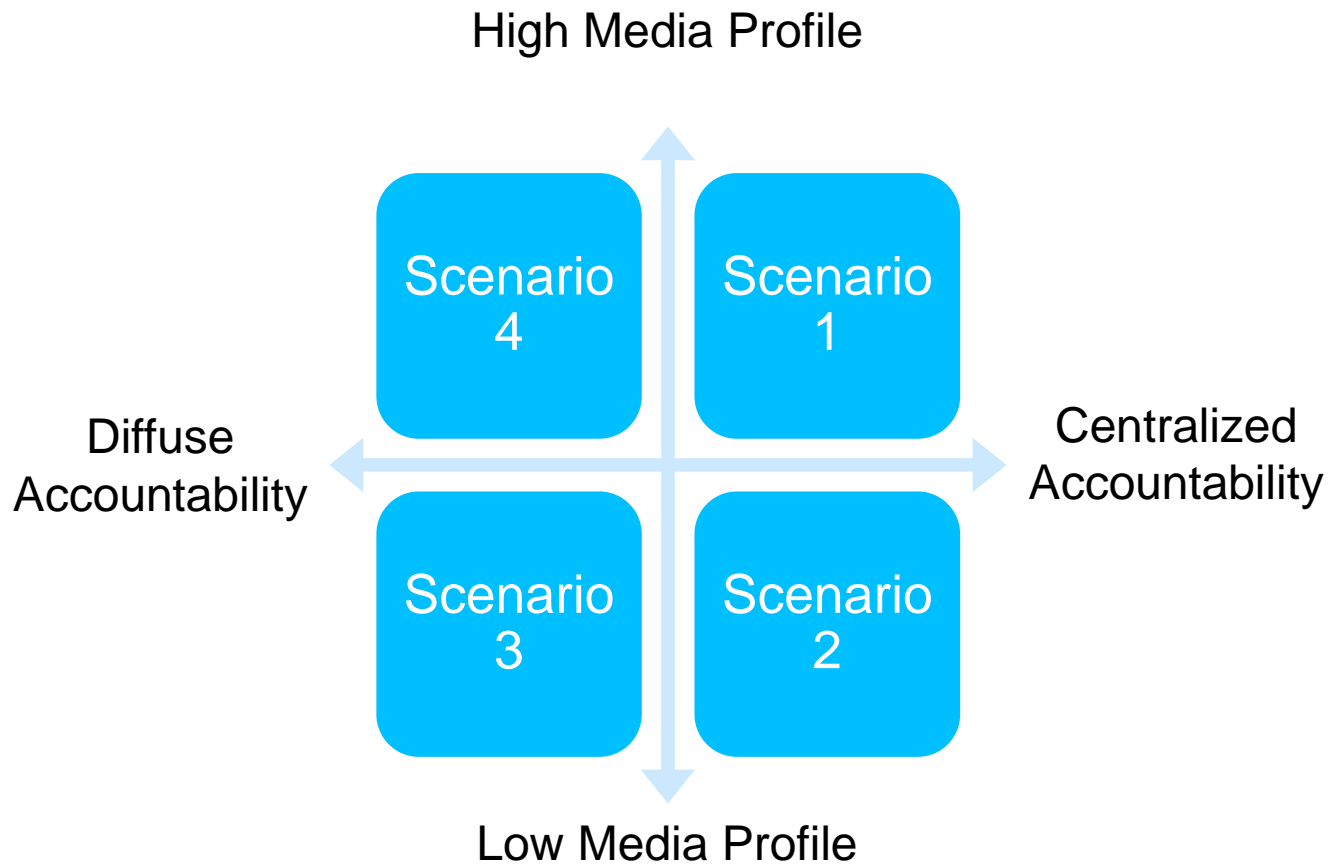 High Media Profile
Scenario
4
Scenario
1
Diffuse
Accountability
Centralized
Accountability
Scenario
3
Scenario
2
Low Media Profile